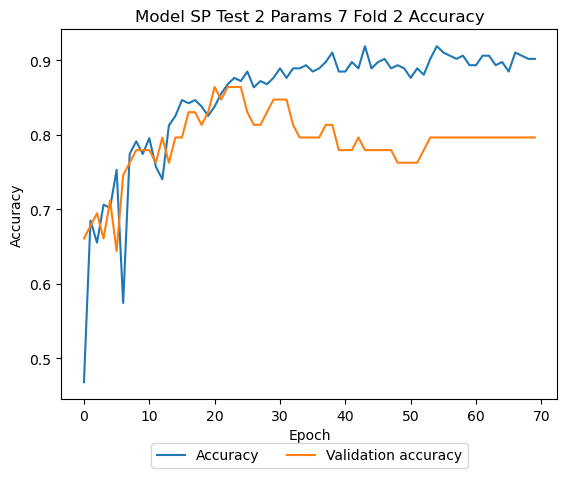 Model SP Test 2 Params 7 Fold 2 Accuracy
Accuracy
0.9
0.8
0.7
0.6
0.5
0 10 20 30 40 50 60 70
Epoch
Accuracy Validation accuracy